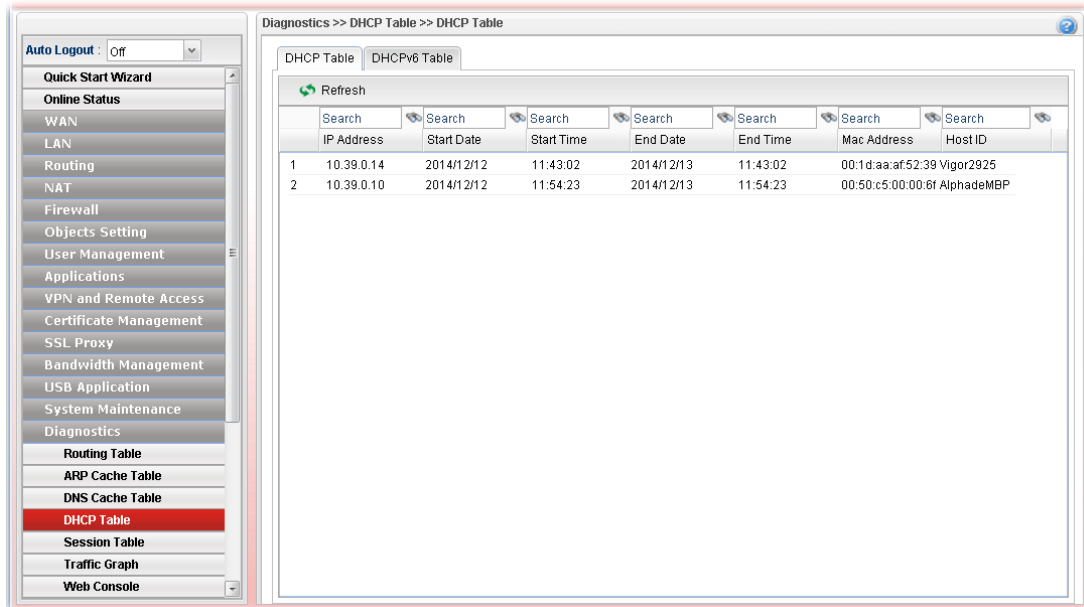 Diagnostics >> DHCP Table >> DHCP Table
Auto Logout : Off
Quick Start Wizard
Online Status
WAN
LAN
Routing
NAT
Firewall
Objects Setting
User Management
Applications
VPN and Remote Access
Certificate Management
SSL Proxy
Bandwidth Management
USB Application
System Maintenance
Diagnostics
Routing Table
ARP Cache Table
DNS Cache Table
DHCP Table
Session Table
Traffic Graph
Web Console
DHCP Table DHCPv6 Table
Refresh
Search Search Search Search Search Search Search
IP Address Start Date Start Time End Date End Time Mac Address Host ID
1 10.39.0.14 2014/12/12 11:43:02 2014/12/13 11:43:02 00:1d:aa:af:52:39 Vigor2925
2 10.39.0.10 2014/12/12 11:54:23 2014/12/13 11:54:23 00:50:c5:00:00:6f AlphadeMBP